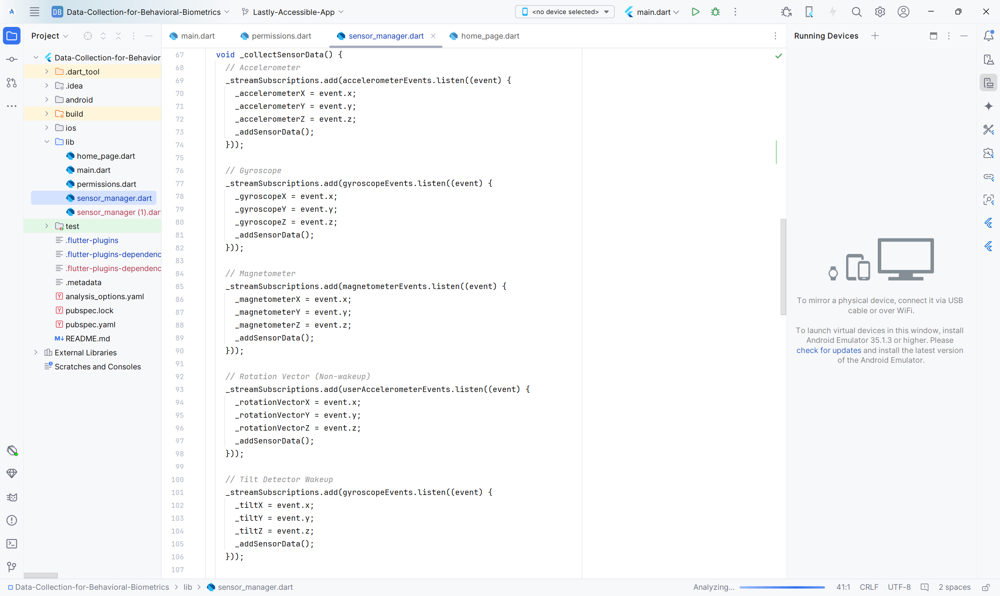 DB Data-Collection-for-Behavioral-Biometrics Lastly-Accessible-App <no device selected> main.dart
Project main.dart permissions.dart sensor_manager.dart home_page.dart Running Devices
Data-Collection-for-Behavior
.dart_tool
.idea
android
build
ios
lib
home_page.dart
main.dart
permissions.dart
sensor_manager.dart
sensor_manager (1).dar
test
.flutter-plugins
.flutter-plugins-dependenc
.flutter-plugins-dependenc
.metadata
analysis_options.yaml
pubspec.lock
pubspec.yaml
README.md
External Libraries
Scratches and Consoles
67 void _collectSensorData() {
68 // Accelerometer
69 _streamSubscriptions.add(accelerometerEvents.listen((event) {
70 _accelerometerX = event.x;
71 _accelerometerY = event.y;
72 _accelerometerZ = event.z;
73 _addSensorData();
74 }));
75
76 // Gyroscope
77 _streamSubscriptions.add(gyroscopeEvents.listen((event) {
78 _gyroscopeX = event.x;
79 _gyroscopeY = event.y;
80 _gyroscopeZ = event.z;
81 _addSensorData();
82 }));
83
84 // Magnetometer
85 _streamSubscriptions.add(magnetometerEvents.listen((event) {
86 _magnetometerX = event.x;
87 _magnetometerY = event.y;
88 _magnetometerZ = event.z;
89 _addSensorData();
90 }));
91
92 // Rotation Vector (Non-wakeup)
93 _streamSubscriptions.add(userAccelerometerEvents.listen((event) {
94 _rotationVectorX = event.x;
95 _rotationVectorY = event.y;
96 _rotationVectorZ = event.z;
97 _addSensorData();
98 }));
99
100 // Tilt Detector Wakeup
101 _streamSubscriptions.add(gyroscopeEvents.listen((event) {
102 _tiltX = event.x;
103 _tiltY = event.y;
104 _tiltZ = event.z;
105 _addSensorData();
106 }));
107
To mirror a physical device, connect it via USB
cable or over WiFi.
To launch virtual devices in this window, install
Android Emulator 35.1.3 or higher. Please
check for updates and install the latest version
of the Android Emulator.
Data-Collection-for-Behavioral-Biometrics > lib > sensor_manager.dart Analyzing... 41:1 CRLF UTF-8 2 spaces